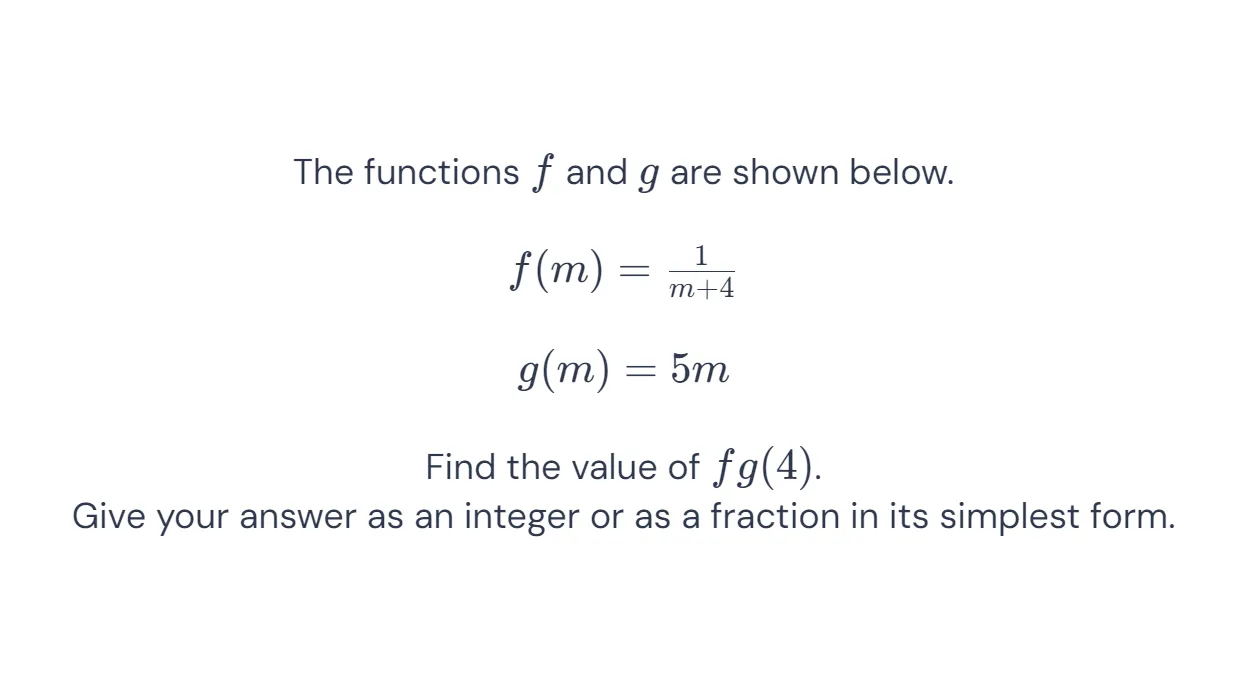 The functions f and g are shown below.
f(m) = \frac{1}{m+4}
g(m) = 5m
Find the value of fg(4).
Give your answer as an integer or as a fraction in its simplest form.